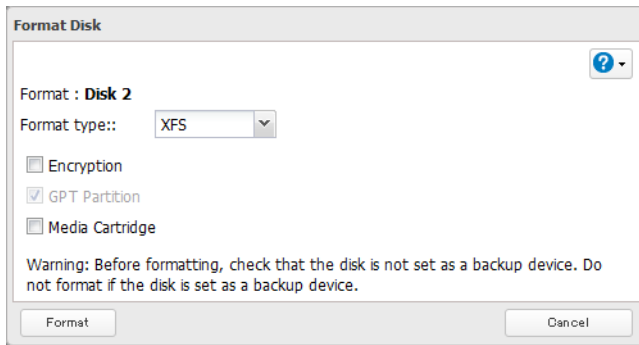 Format Disk
?
Format : Disk 2
Format type:: XFS
Encryption
GPT Partition
Media Cartridge
Warning: Before formatting, check that the disk is not set as a backup device. Do
not format if the disk is set as a backup device.
Format Cancel